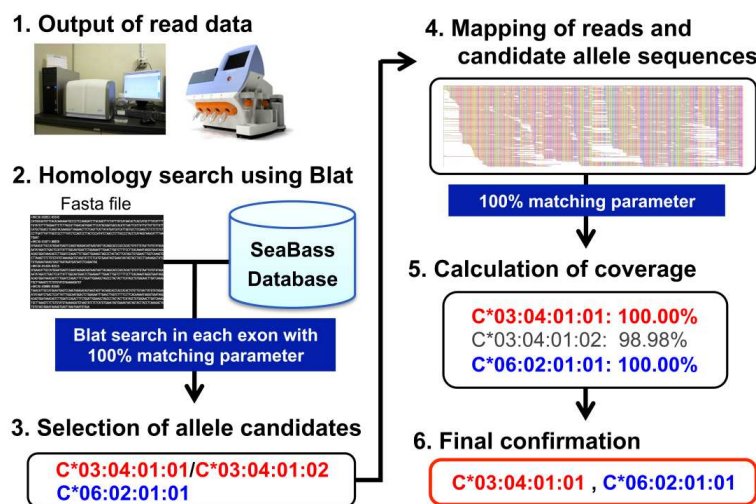 1. Output of read data
2. Homology search using Blat
Fasta file
SeaBass
Database
Blat search in each exon with
100% matching parameter
3. Selection of allele candidates
C*03:04:01:01/C*03:04:01:02
C*06:02:01:01
4. Mapping of reads and
candidate allele sequences
100% matching parameter
5. Calculation of coverage
C*03:04:01:01: 100.00%
C*03:04:01:02: 98.98%
C*06:02:01:01: 100.00%
6. Final confirmation
C*03:04:01:01 , C*06:02:01:01